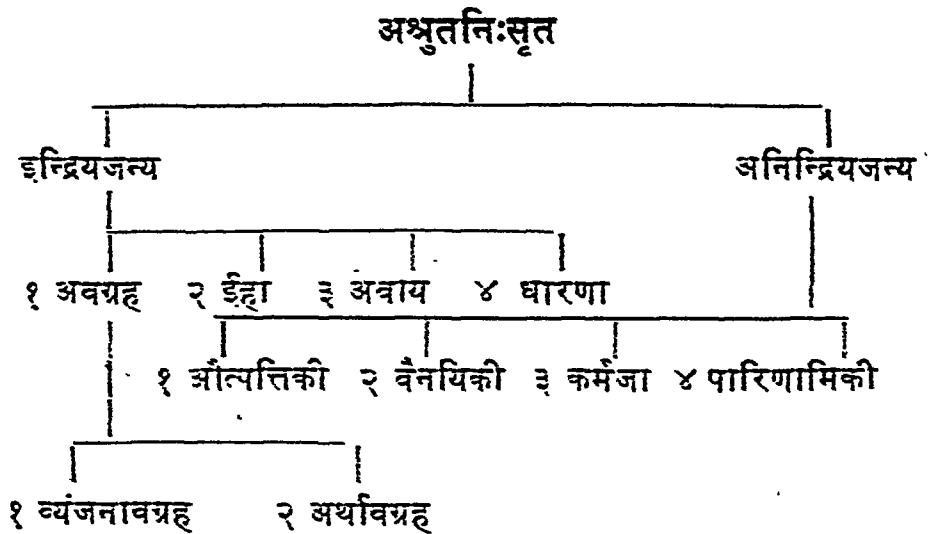 अश्रुतनिःसृत
इन्द्रियजन्य अनिन्द्रियजन्य
१ अवग्रह २ ईहा ३ अवाय ४ धारणा
१ औत्पत्तिकी २ वैनयिकी ३ कर्मजा ४ पारिणामिकी
१ व्यंजनावग्रह २ अर्थावग्रह